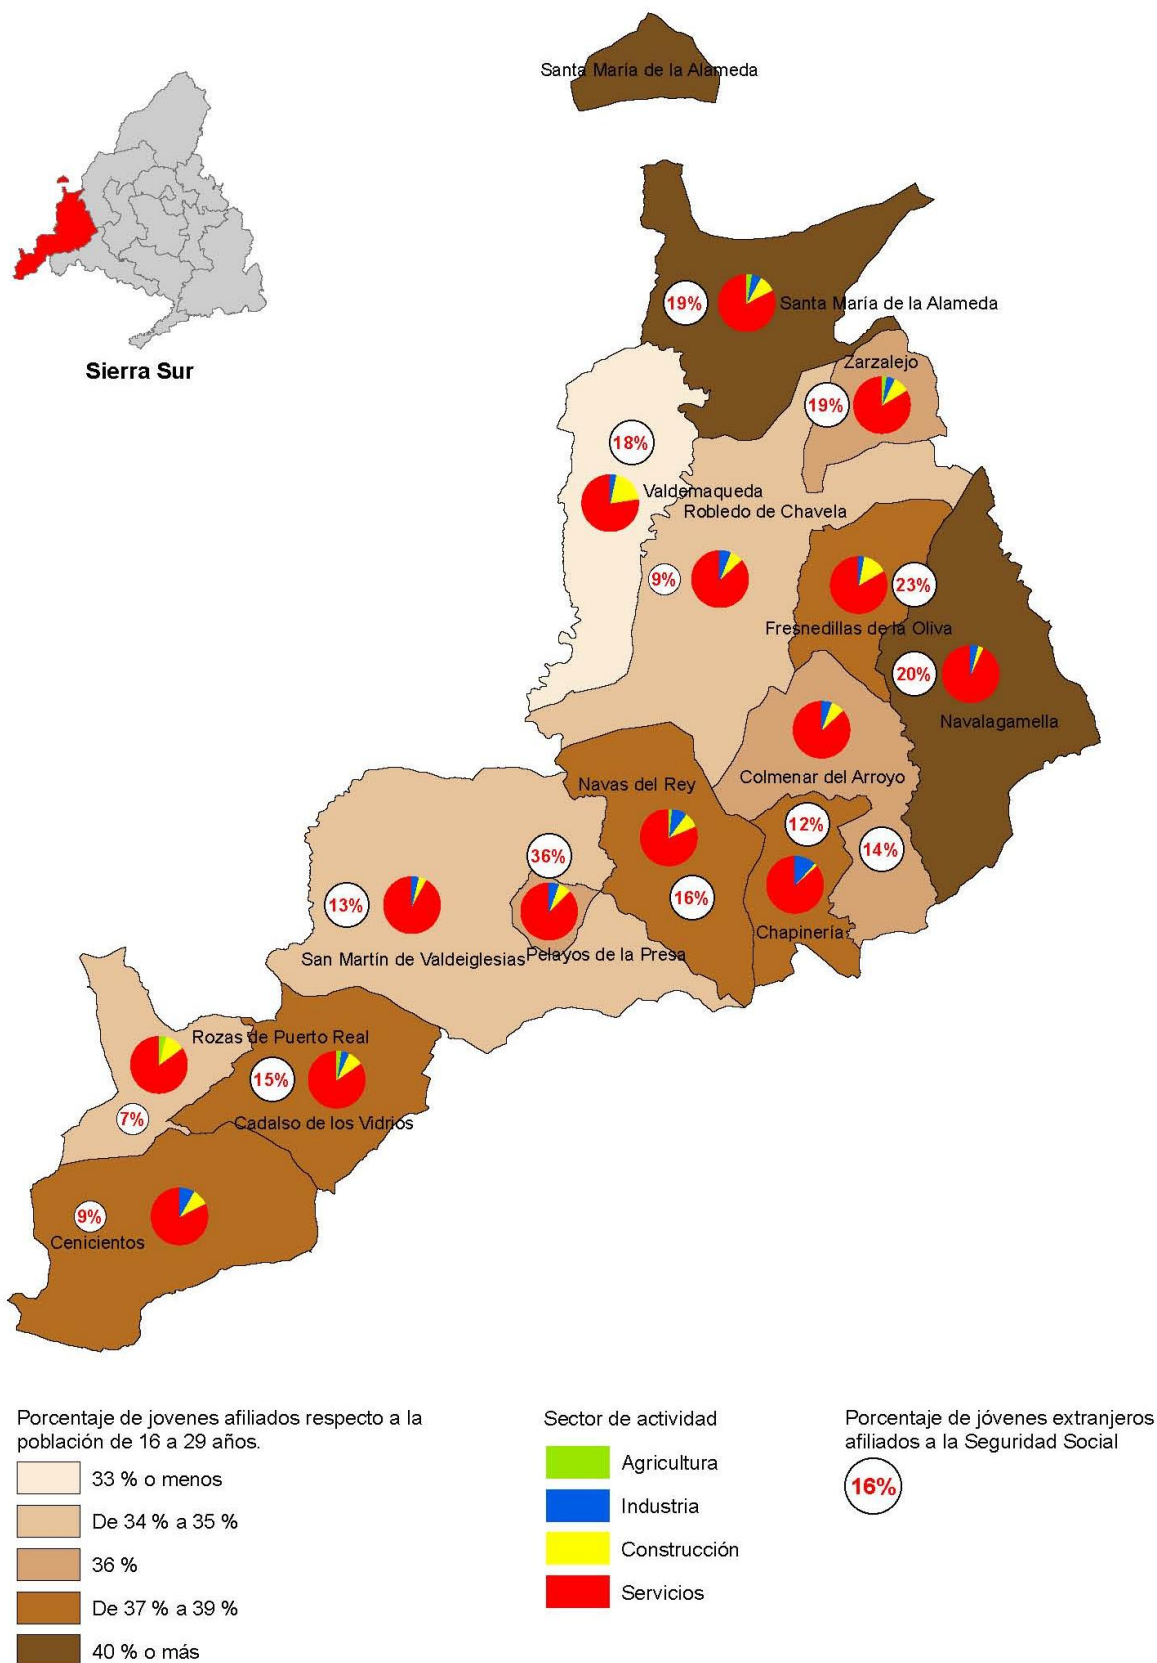 Santa María de la Alameda
Sierra Sur
19%
Santa María de la Alameda
Zarzalejo
19%
18%
Valdemaqueda
Robledo de Chavela
9%
23%
Fresnedillas de la Oliva
20%
Navalagamella
Colmenar del Arroyo
Navas del Rey
12%
14%
36%
16%
13%
Chapinería
San Martín de Valdeiglesias
Pelayos de la Presa
Rozas de Puerto Real
15%
7%
Cadalso de los Vidrios
9%
Cenicientos
Porcentaje de jovenes afiliados respecto a la
población de 16 a 29 años.
33 % o menos
De 34 % a 35 %
36 %
De 37 % a 39 %
40 % o más
Sector de actividad
Agricultura
Industria
Construcción
Servicios
Porcentaje de jóvenes extranjeros
afiliados a la Seguridad Social
16%